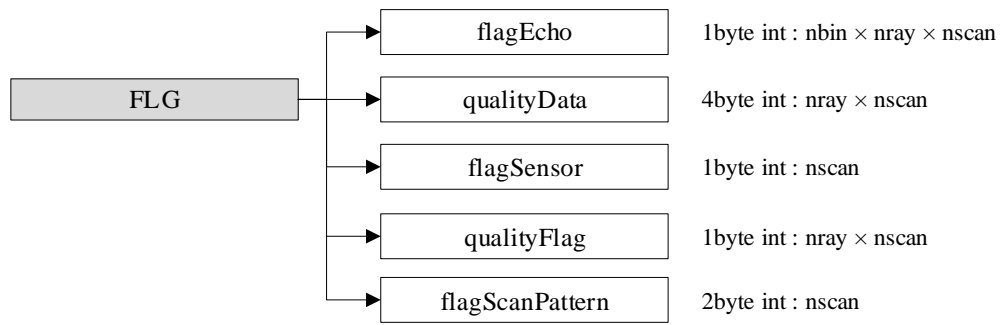 flagEcho 1byte int : nbin × nray × nscan
FLG
qualityData 4byte int : nray × nscan
flagSensor 1byte int : nscan
qualityFlag 1byte int : nray × nscan
flagScanPattern 2byte int : nscan